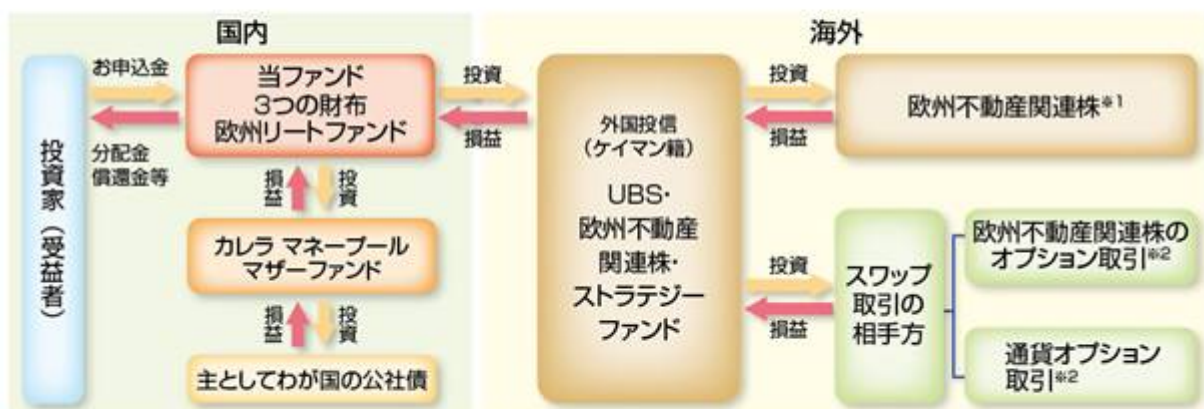 国内
海外
投資家（受益者）
お申込金
分配金
償還金等
当ファンド
3つの財布
欧州リートファンド
損益
投資
カレラ マネープール
マザーファンド
損益
投資
主としてわが国の公社債
投資
損益
外国投信
（ケイマン籍）
UBS・
欧州不動産
関連株・
ストラテジー
ファンド
投資
損益
欧州不動産関連株※1
投資
損益
スワップ
取引の
相手方
欧州不動産関連株の
オプション取引※2
通貨オプション
取引※2